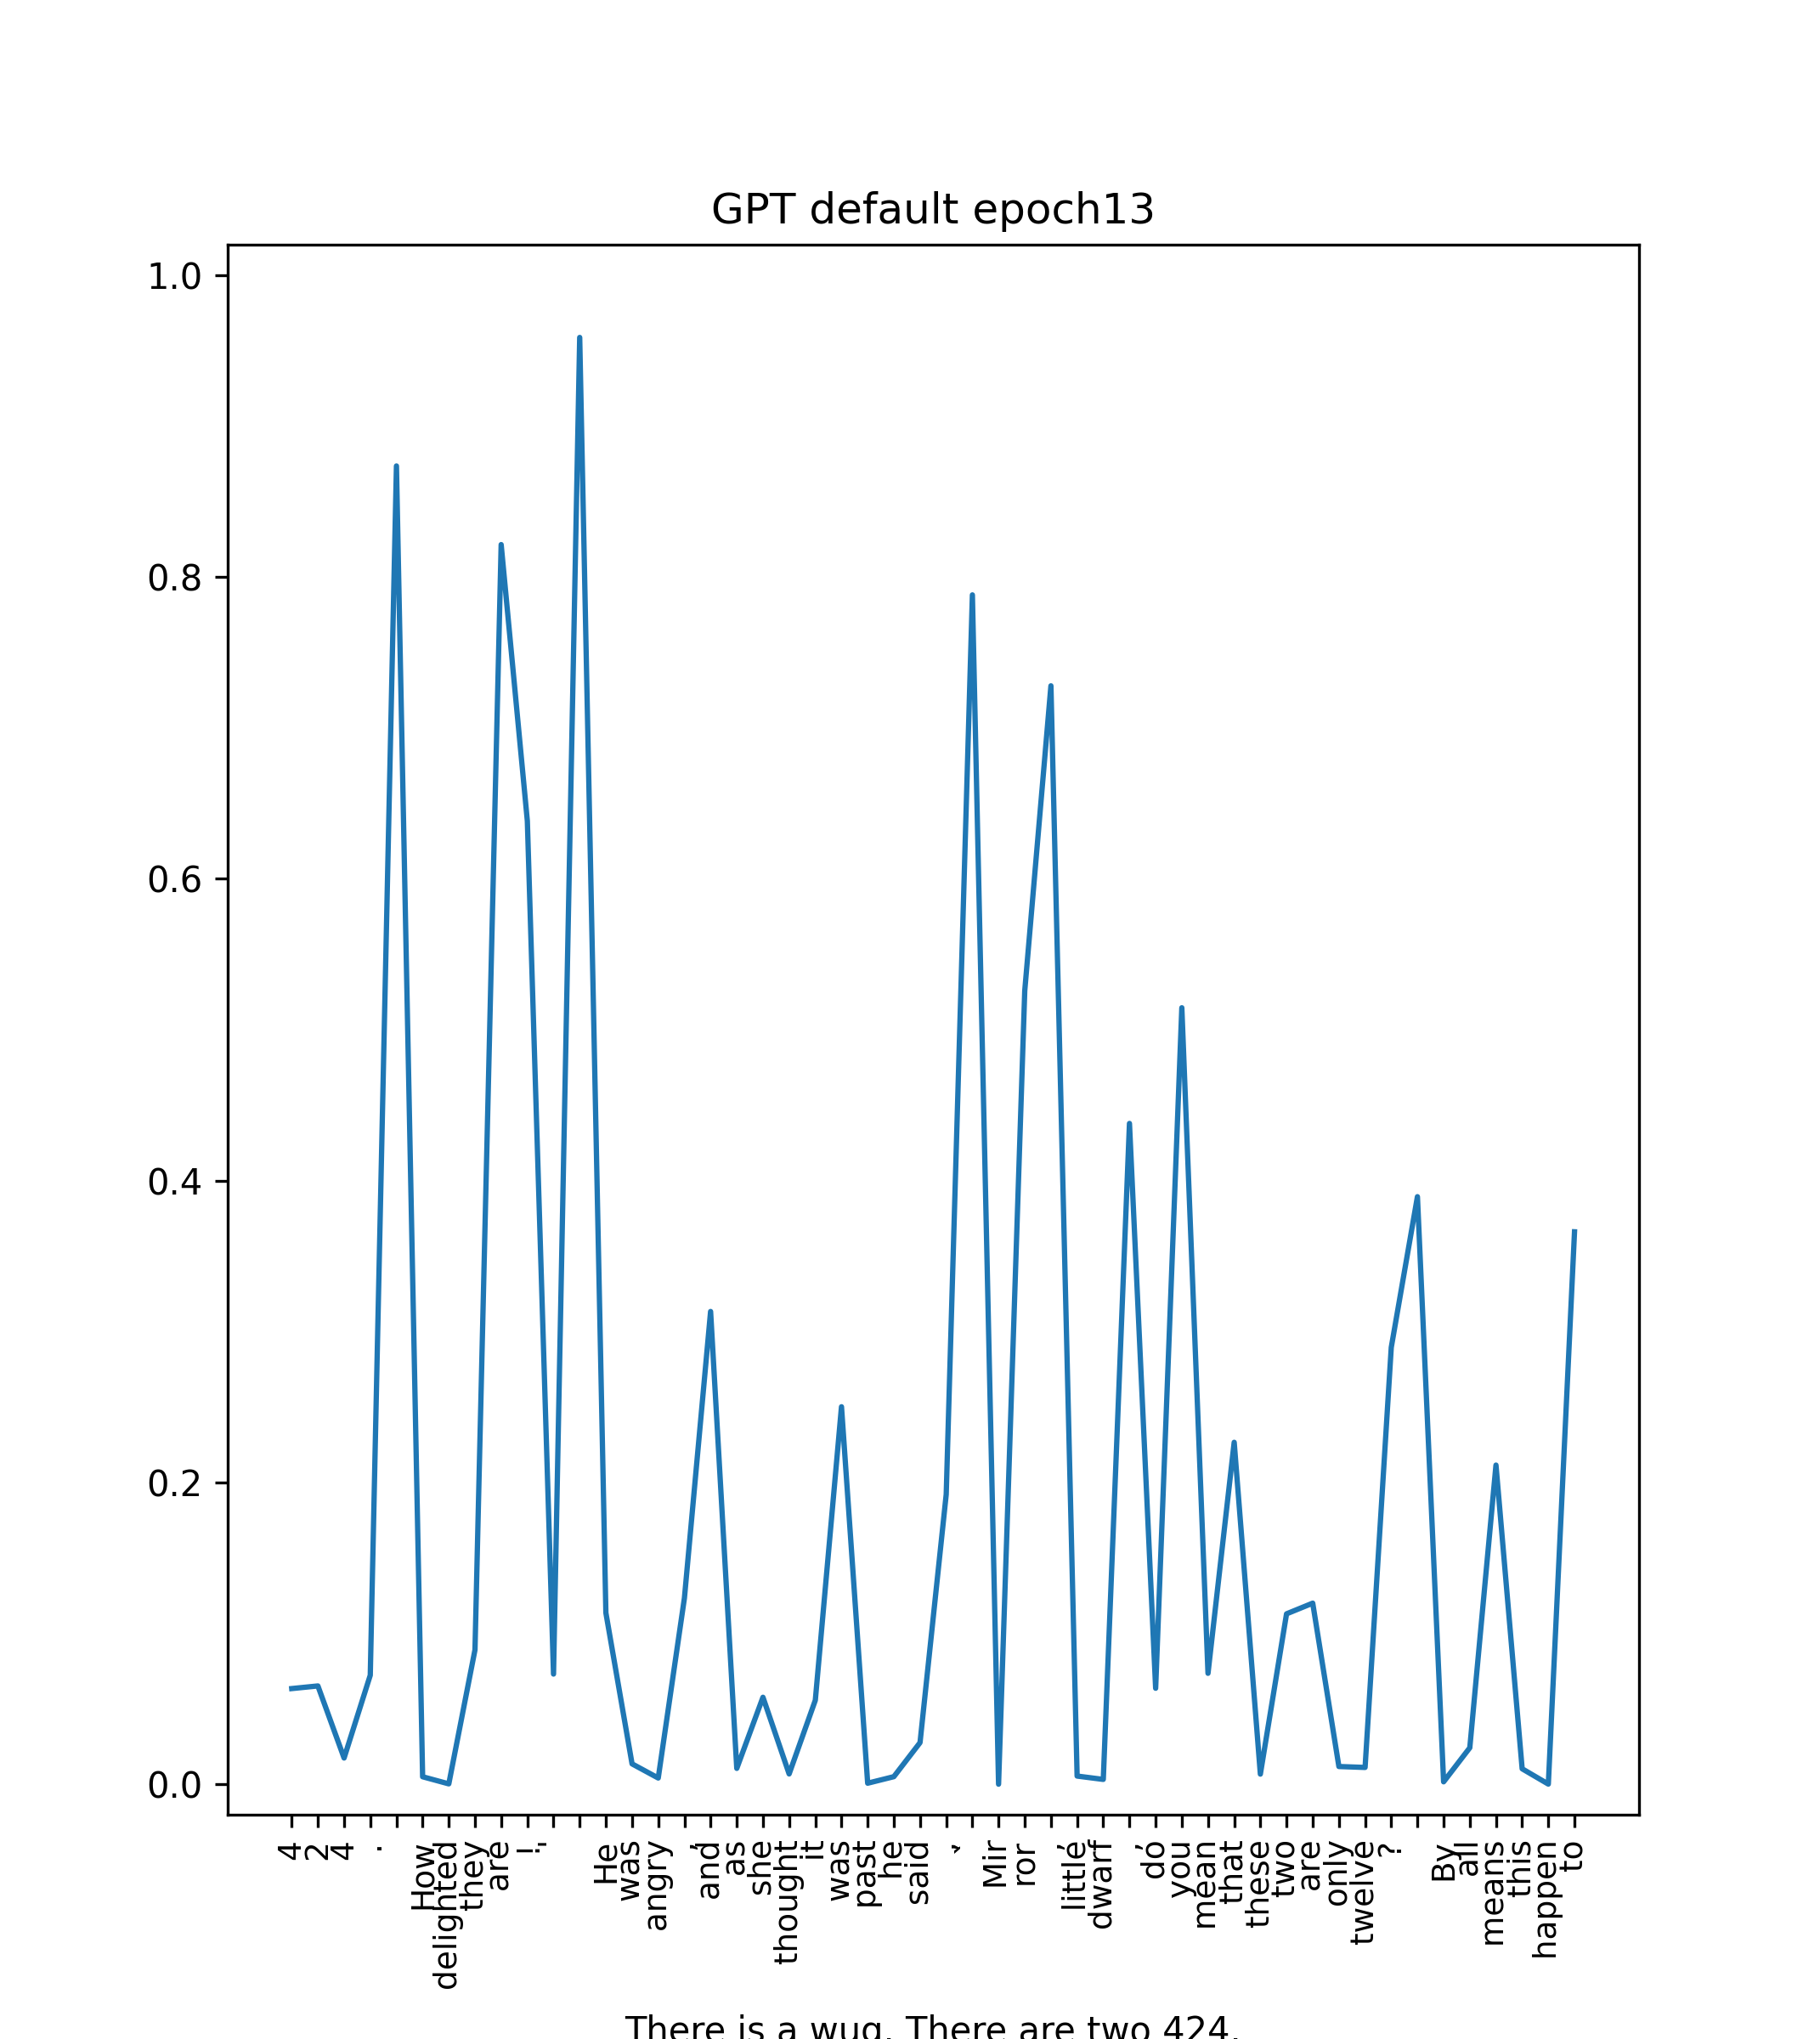 GPT default epoch13
1.0
0.8
0.6
0.4
0.2
0.0
4
2
4
.
How
delighted
they
are
!
He
was
angry
,
and
as
she
thought
it
was
past
he
said
,
Mir
ror
,
little
dwarf
,
do
you
mean
that
these
two
are
only
twelve
?
By
all
means
this
happen
to
There is a wug. There are two 424.